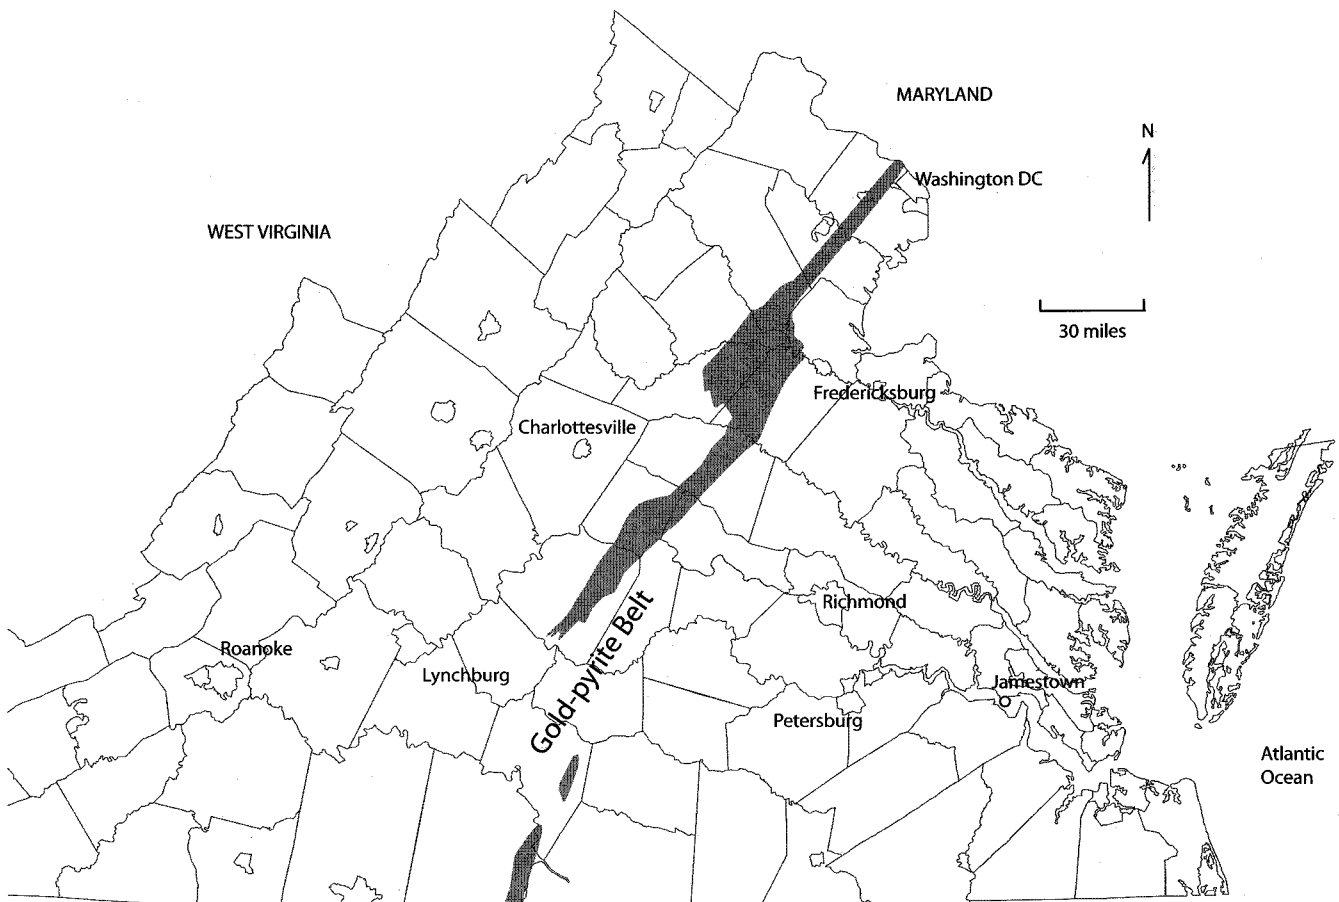 MARYLAND
N
Washington DC
WEST VIRGINIA
30 miles
Fredericksburg
Charlottesville
Richmond
Gold-pyrite Belt
Roanoke
Lynchburg
Jamestown
Petersburg
Atlantic
Ocean